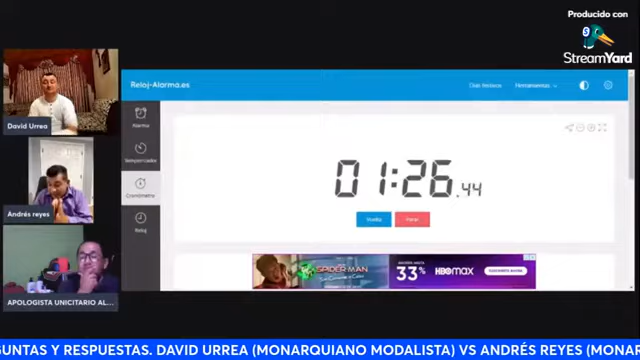 Producido con
StreamYard
Reloj-Alarma.es
Días festivos
Herramientas
Alarma
Temporizador
Cronómetro
Reloj
01:26.44
Vuelta
Parar
David Urrea
Andrés reyes
APOLOGISTA UNICITARIO AL...
SPIDER-MAN
33%
HBOmax
GUNTAS Y RESPUESTAS. DAVID URREA (MONARQUIANO MODALISTA) VS ANDRÉS REYES (MONAR